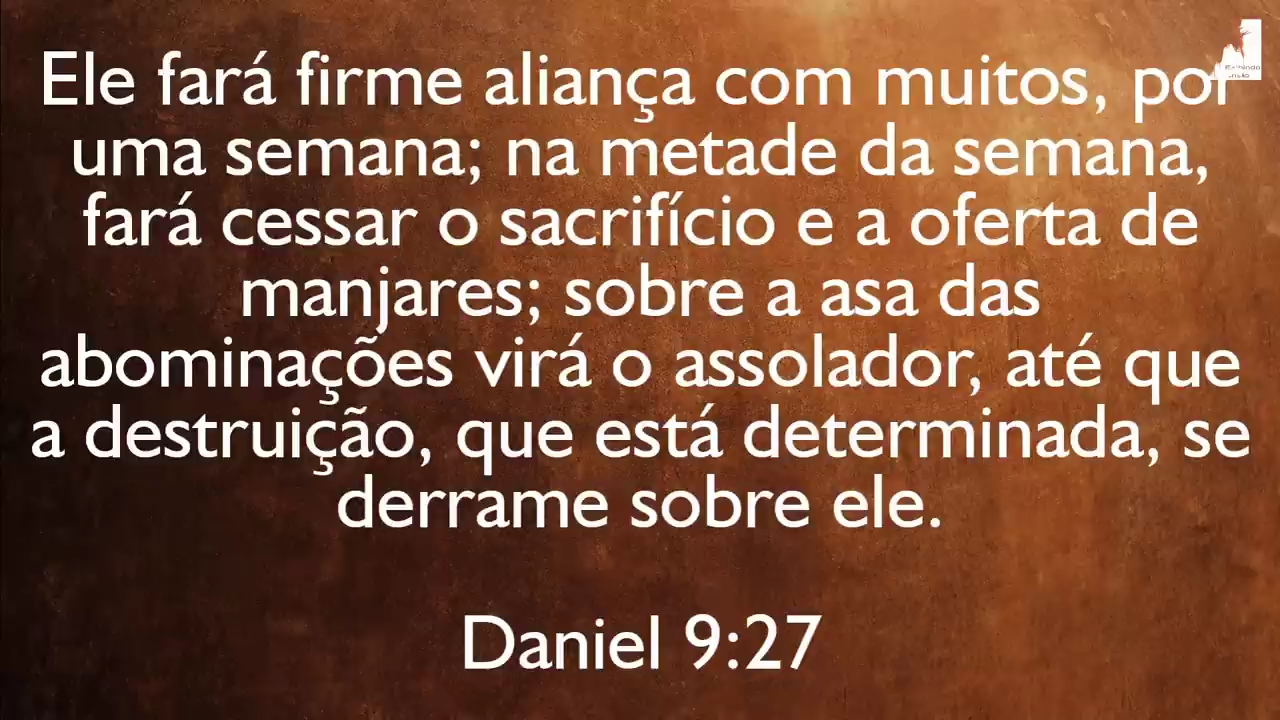 Ele fará firme aliança com muitos, por
uma semana; na metade da semana,
fará cessar o sacrifício e a oferta de
manjares; sobre a asa das
abominações virá o assolador, até que
a destruição, que está determinada, se
derrame sobre ele.
Daniel 9:27